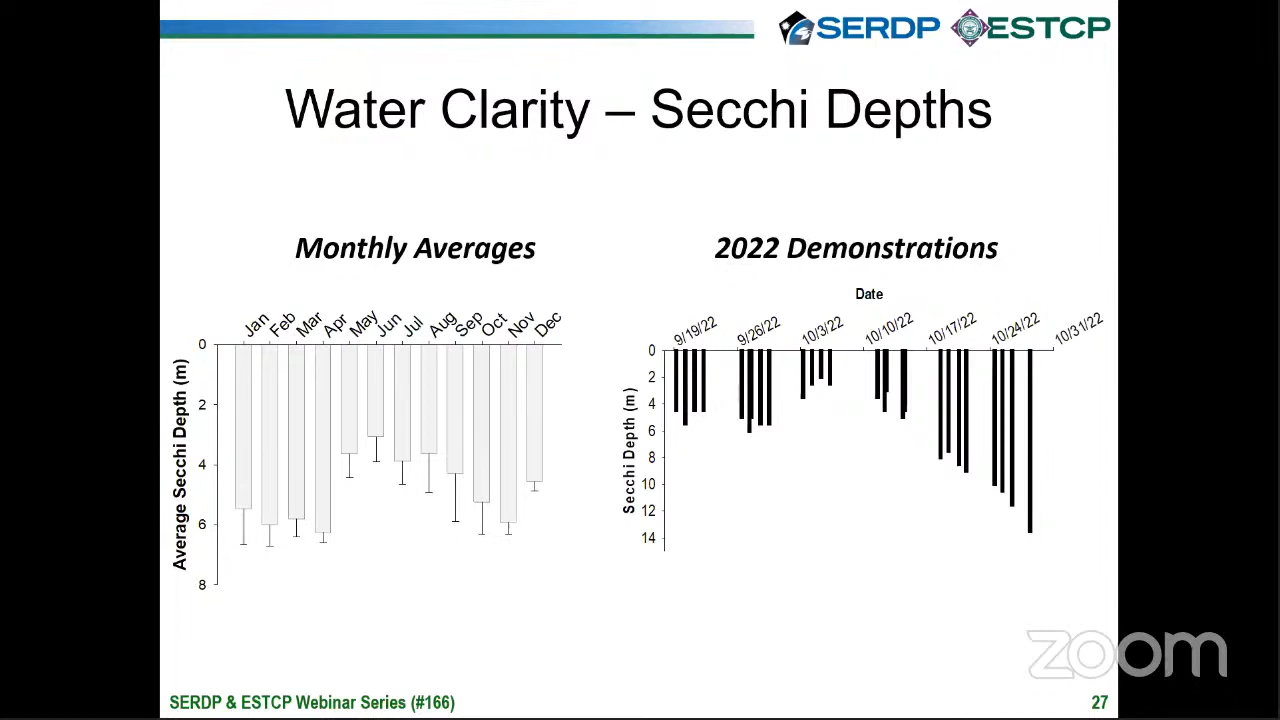 SERDP ESTCP
Water Clarity – Secchi Depths
Monthly Averages
Jan Feb Mar Apr May Jun Jul Aug Sep Oct Nov Dec
0
2
4
6
8
Average Secchi Depth (m)
2022 Demonstrations
Date
9/19/22 9/26/22 10/3/22 10/10/22 10/17/22 10/24/22 10/31/22
0
2
4
6
8
10
12
14
Secchi Depth (m)
zoom
SERDP & ESTCP Webinar Series (#166)
27